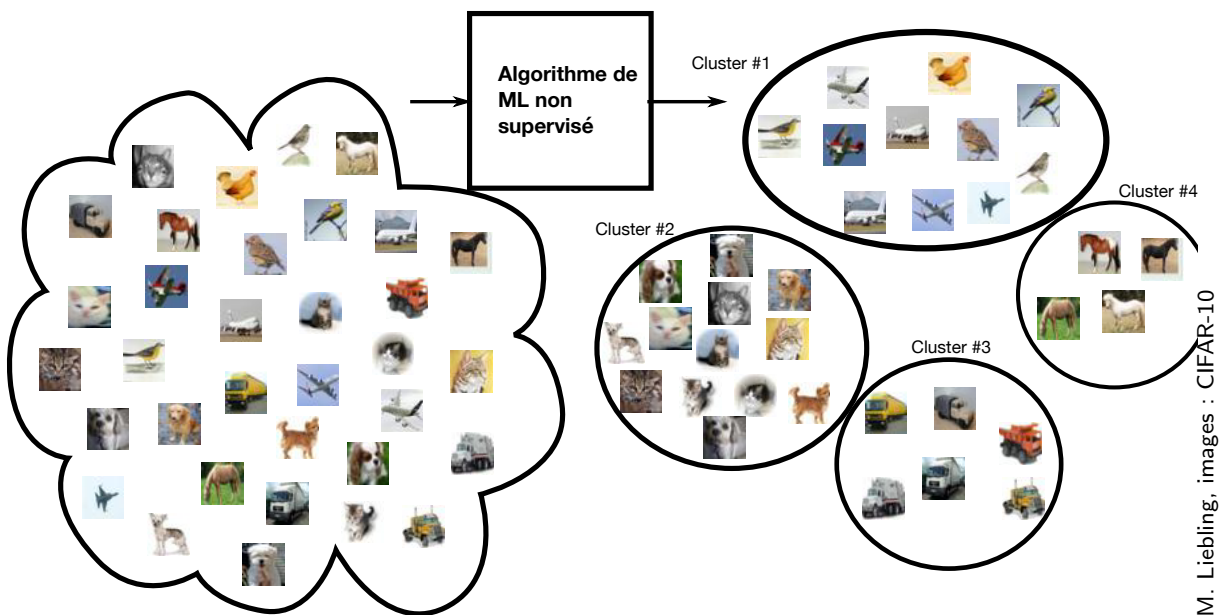 Algorithme de
ML non
supervisé
Cluster #1
Cluster #4
Cluster #2
Cluster #3
M. Liebling, images : CIFAR-10